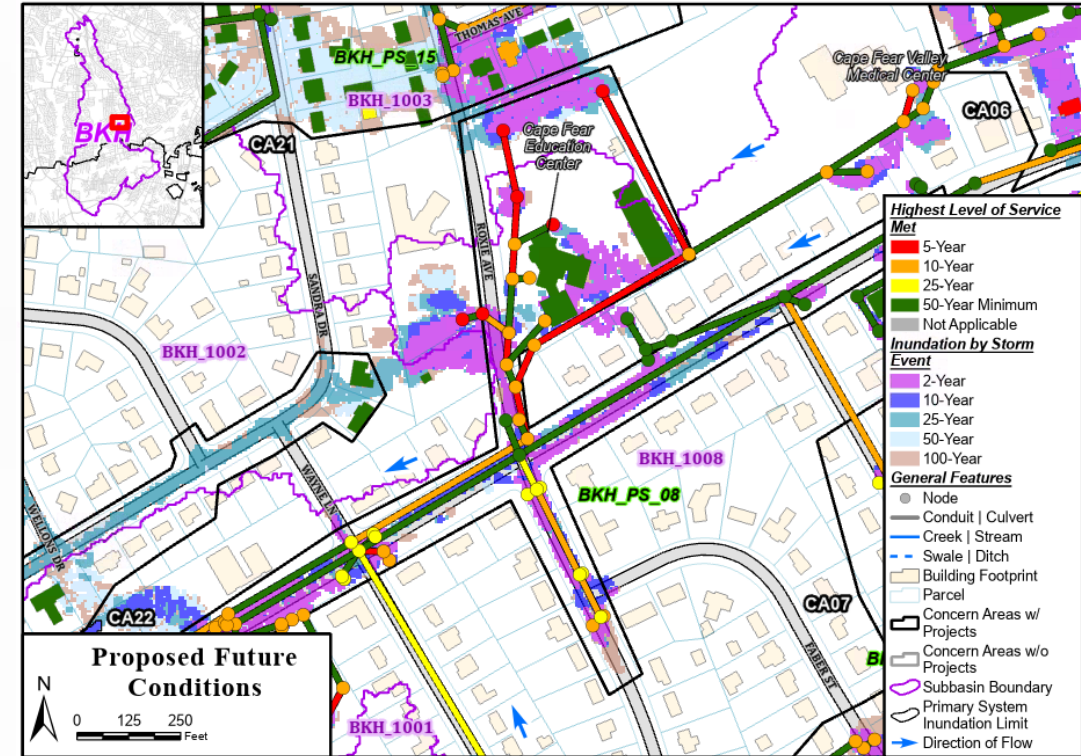 BKH
THOMAS AVE
BKH_PS_15
BKH_1003
Cape Fear Valley
Medical Center
CA06
CA21
Cape Fear
Education
Center
ROXIE AVE
SANDRA DR
BKH_1002
BKH_1008
BKH_PS_08
WAYNE LN
WELLONS DR
CA22
CA07
FABER ST
BKH_1001
Proposed Future
Conditions
N
0 125 250
Feet
Highest Level of Service
Met
5-Year
10-Year
25-Year
50-Year Minimum
Not Applicable
Inundation by Storm
Event
2-Year
10-Year
25-Year
50-Year
100-Year
General Features
Node
Conduit | Culvert
Creek | Stream
Swale | Ditch
Building Footprint
Parcel
Concern Areas w/
Projects
Concern Areas w/o
Projects
Subbasin Boundary
Primary System
Inundation Limit
Direction of Flow